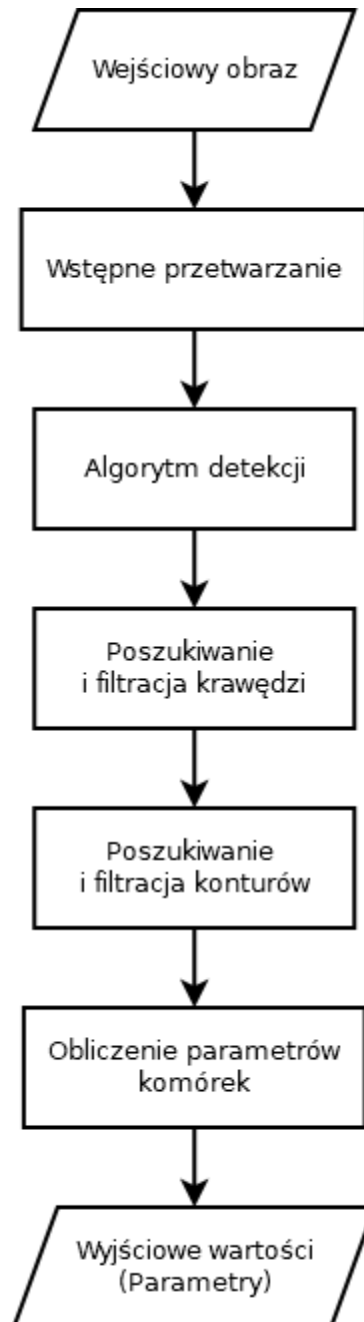 Wejściowy obraz
Wstępne przetwarzanie
Algorytm detekcji
Poszukiwanie
i filtracja krawędzi
Poszukiwanie
i filtracja konturów
Obliczenie parametrów
komórek
Wyjściowe wartości
(Parametry)